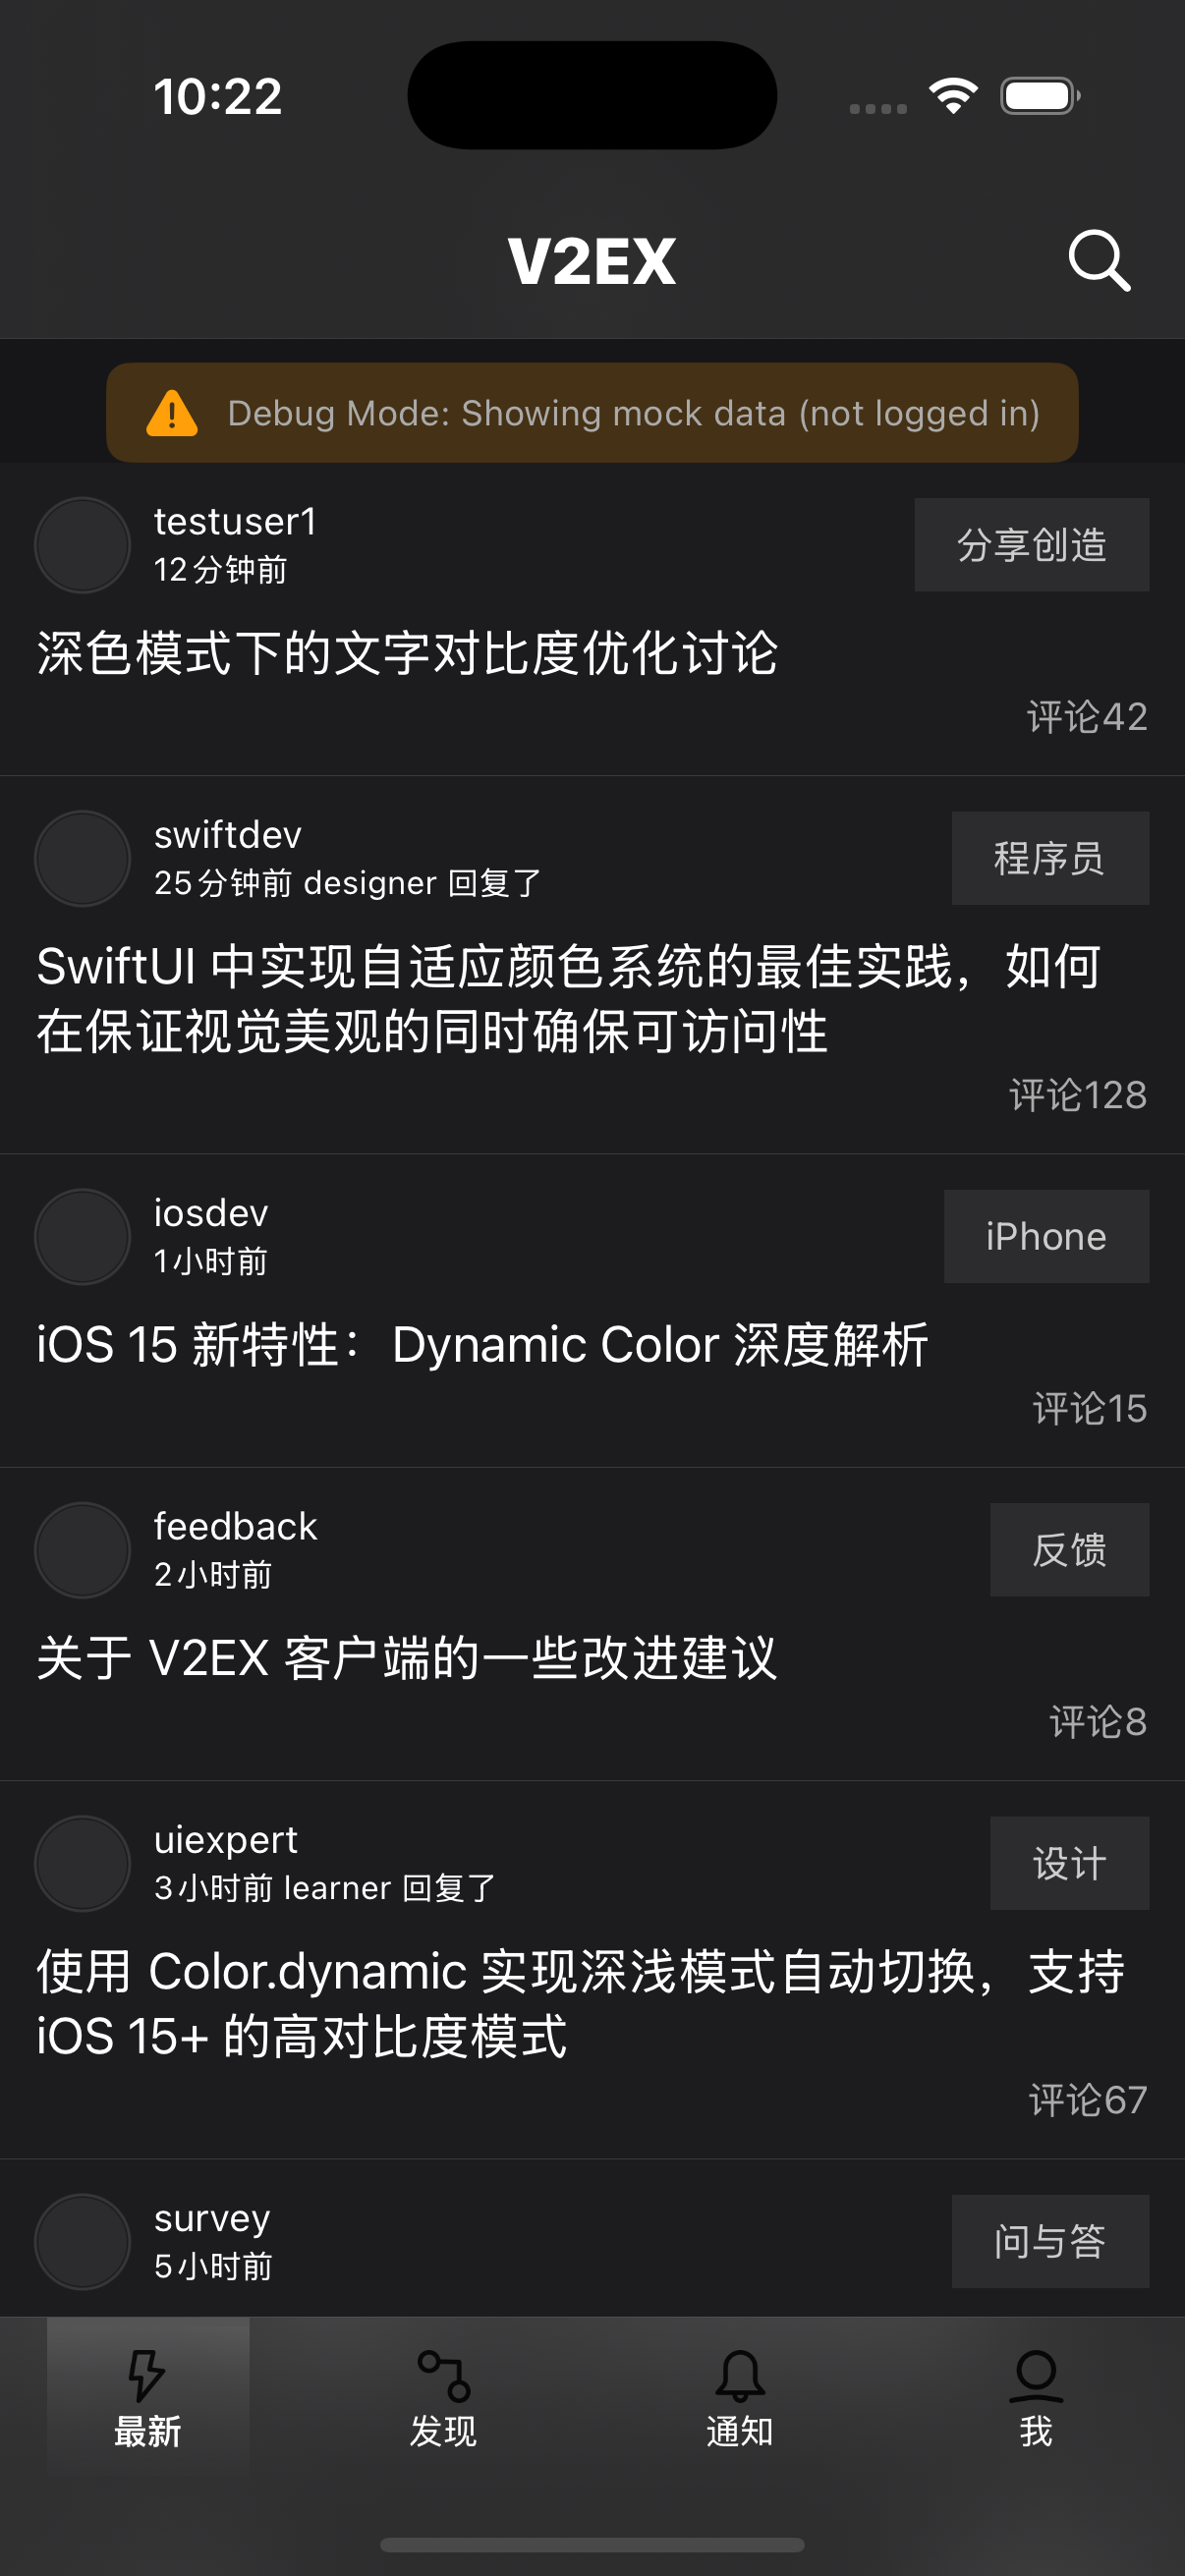 10:22
V2EX
Debug Mode: Showing mock data (not logged in)
testuser1
分享创造
12分钟前
深色模式下的文字对比度优化讨论
评论42
swiftdev
程序员
25分钟前 designer 回复了
SwiftUI 中实现自适应颜色系统的最佳实践，如何
在保证视觉美观的同时确保可访问性
评论128
iosdev
iPhone
1小时前
iOS 15 新特性：Dynamic Color 深度解析
评论15
feedback
反馈
2小时前
关于 V2EX 客户端的一些改进建议
评论8
uiexpert
设计
3小时前 learner 回复了
使用 Color.dynamic 实现深浅模式自动切换，支持
iOS 15+ 的高对比度模式
评论67
survey
问与答
5小时前
最新 发现 通知 我